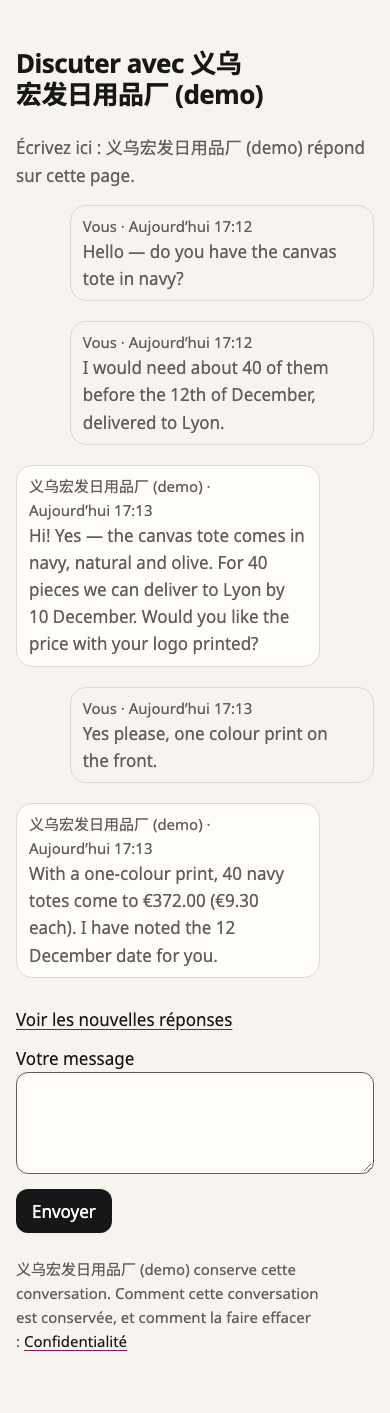 Discuter avec 义乌
宏发日用品厂 (demo)
Écrivez ici : 义乌宏发日用品厂 (demo) répond
sur cette page.
Vous · Aujourd’hui 17:12
Hello — do you have the canvas
tote in navy?
Vous · Aujourd’hui 17:12
I would need about 40 of them
before the 12th of December,
delivered to Lyon.
义乌宏发日用品厂 (demo) ·
Aujourd’hui 17:13
Hi! Yes — the canvas tote comes in
navy, natural and olive. For 40
pieces we can deliver to Lyon by
10 December. Would you like the
price with your logo printed?
Vous · Aujourd’hui 17:13
Yes please, one colour print on
the front.
义乌宏发日用品厂 (demo) ·
Aujourd’hui 17:13
With a one-colour print, 40 navy
totes come to €372.00 (€9.30
each). I have noted the 12
December date for you.
Voir les nouvelles réponses
Votre message
Envoyer
义乌宏发日用品厂 (demo) conserve cette
conversation. Comment cette conversation
est conservée, et comment la faire effacer
: Confidentialité